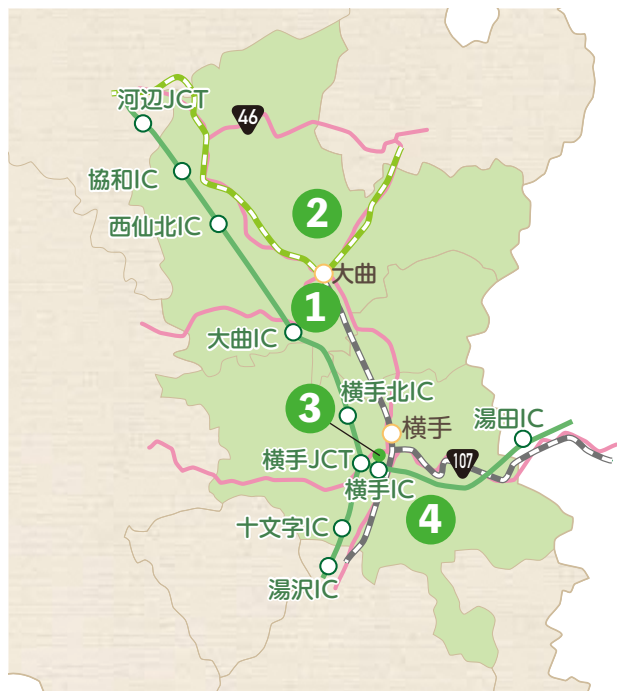 河辺JCT
46
協和IC
2
西仙北IC
大曲
1
大曲IC
横手北IC
3
湯田IC
横手
横手JCT
107
横手IC
4
十文字IC
湯沢IC